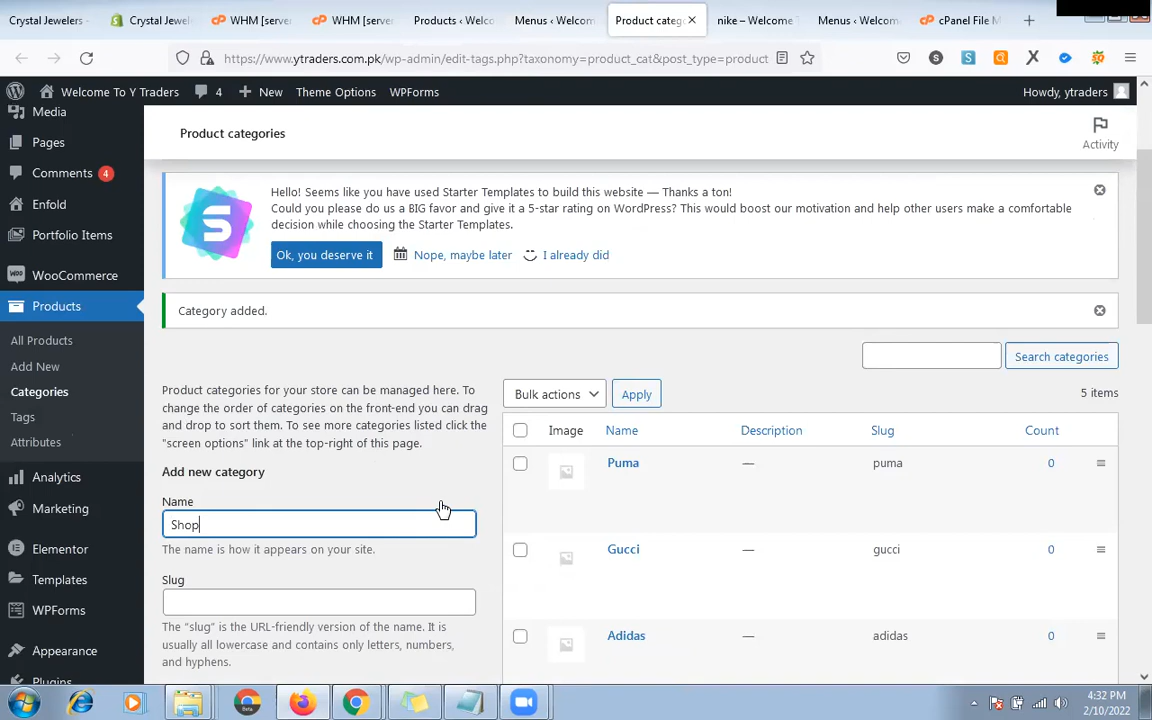 Crystal Jewelers -
Crystal Jewelers
WHM [server
WHM [server
Products ‹ Welco
Menus ‹ Welcom
Product categ
nike – Welcome T
Menus ‹ Welcome
cPanel File M
https://www.ytraders.com.pk/wp-admin/edit-tags.php?taxonomy=product_cat&post_type=product
Welcome To Y Traders
4
New
Theme Options
WPForms
Howdy, ytraders
Media
Pages
Comments 4
Enfold
Portfolio Items
WooCommerce
Products
All Products
Add New
Categories
Tags
Attributes
Analytics
Marketing
Elementor
Templates
WPForms
Appearance
Plugins
Product categories
Activity
Hello! Seems like you have used Starter Templates to build this website — Thanks a ton!
Could you please do us a BIG favor and give it a 5-star rating on WordPress? This would boost our motivation and help other users make a comfortable
decision while choosing the Starter Templates.
Ok, you deserve it
Nope, maybe later
I already did
Category added.
Search categories
Product categories for your store can be managed here. To
change the order of categories on the front-end you can drag
and drop to sort them. To see more categories listed click the
"screen options" link at the top-right of this page.
Add new category
Name
Shop
The name is how it appears on your site.
Slug
The “slug” is the URL-friendly version of the name. It is
usually all lowercase and contains only letters, numbers,
and hyphens.
Bulk actions
Apply
5 items
Image Name Description Slug Count
Puma — puma 0
Gucci — gucci 0
Adidas — adidas 0
4:32 PM
2/10/2022